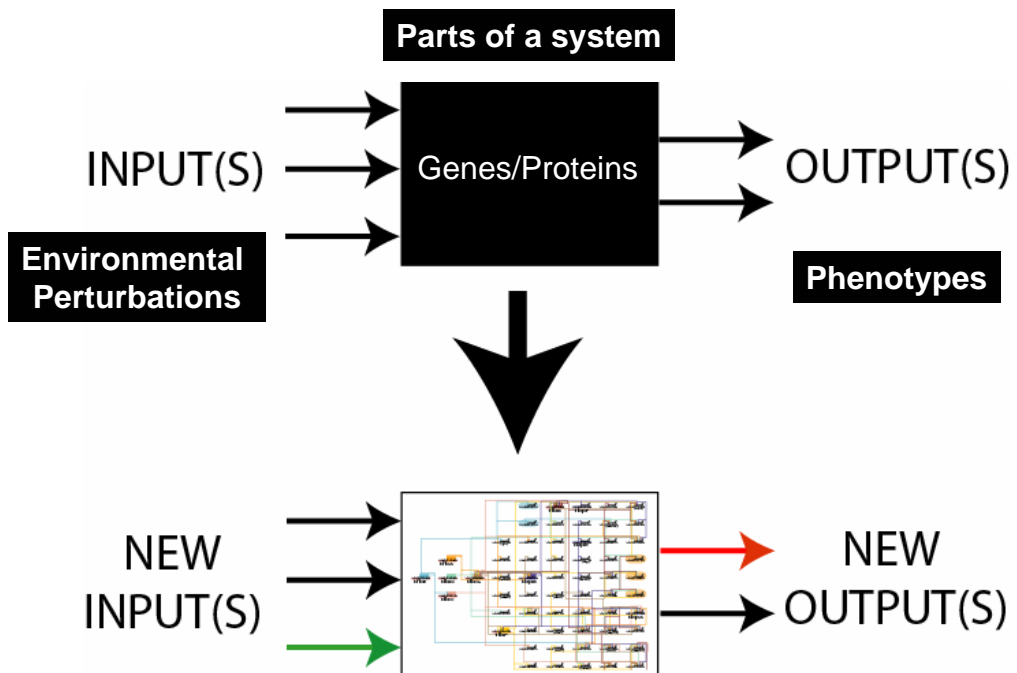 Parts of a system
INPUT(S)
Genes/Proteins
OUTPUT(S)
Environmental
Perturbations
Phenotypes
NEW
INPUT(S)
NEW
OUTPUT(S)